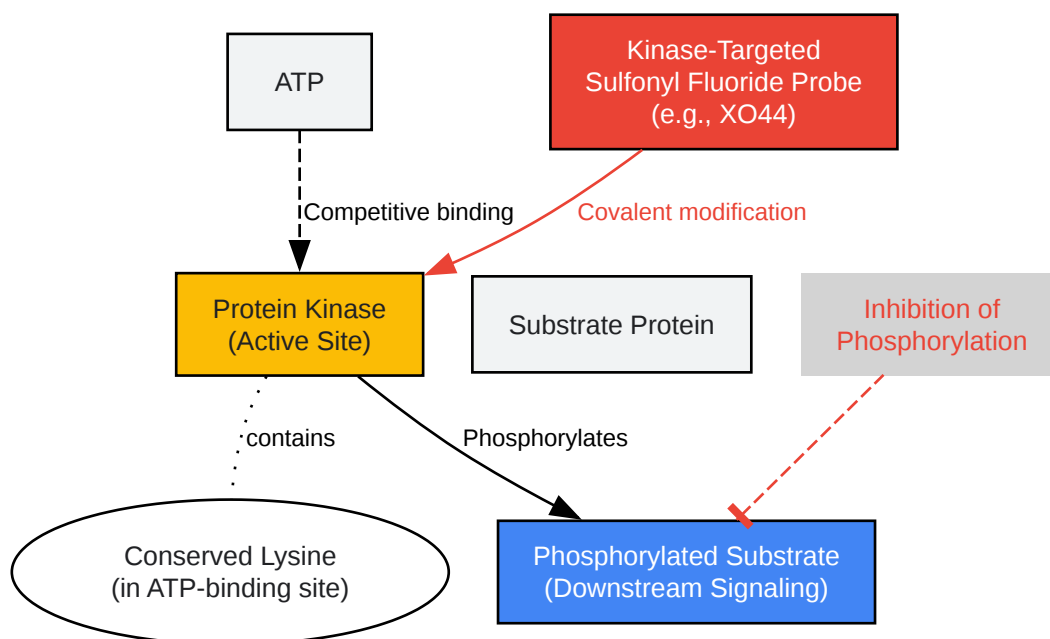 ATP
Kinase-Targeted
Sulfonyl Fluoride Probe
(e.g., XO44)
Competitive binding
Covalent modification
Protein Kinase
(Active Site)
Substrate Protein
Inhibition of
Phosphorylation
contains
Phosphorylates
Conserved Lysine
(in ATP-binding site)
Phosphorylated Substrate
(Downstream Signaling)